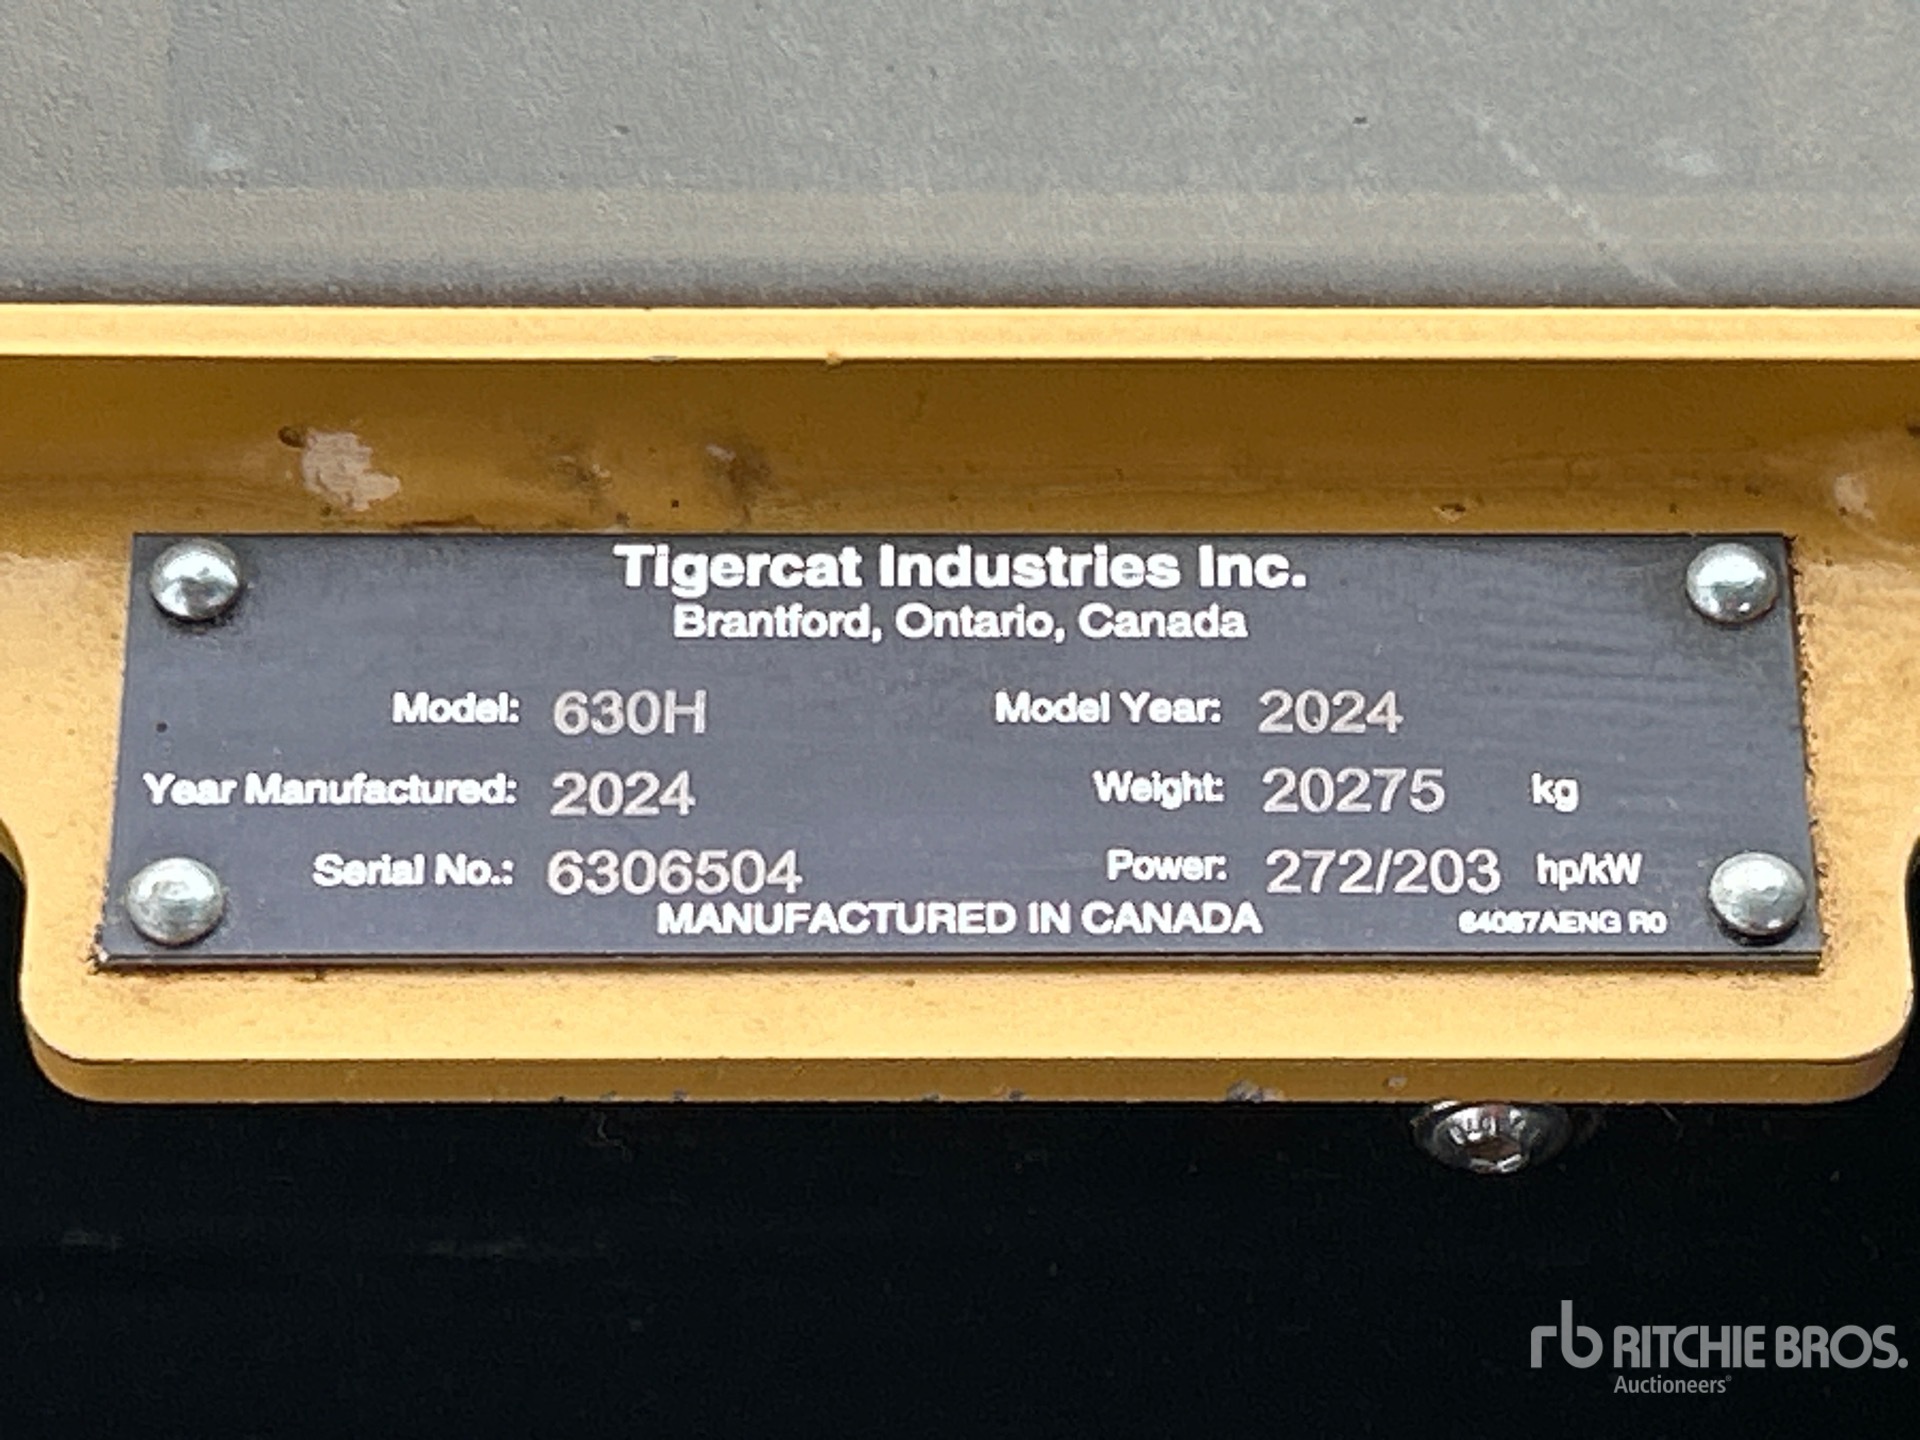 Tigercat Industries Inc.
Brantford, Ontario, Canada
Model: 630H Model Year: 2024
Year Manufactured: 2024 Weight: 20275 kg
Serial No.: 6306504 Power: 272/203 hp/kW
MANUFACTURED IN CANADA R0
rb RITCHIE BROS.
Auctioneers®